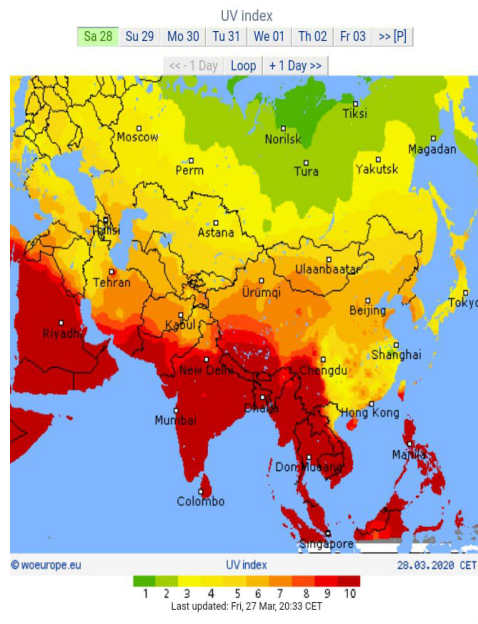 UV index
Sa 28 Su 29 Mo 30 Tu 31 We 01 Th 02 Fr 03 >> [P]
<< - 1 Day Loop + 1 Day >>
Tiksi
Moscow
Norilsk
Magadan
Perm
Tura
Yakutsk
Tbilisi
Astana
Ulaanbaatar
Tehran
Ürümqi
Beijing
Tokyo
Kabul
Riyadh
Shanghai
New Delhi
Chengdu
Dhaka
Hong Kong
Mumbai
Manila
Don Mueang
Colombo
Singapore
© woeurope.eu UV index 28.03.2020 CET
1 2 3 4 5 6 7 8 9 10
Last updated: Fri, 27 Mar, 20:33 CET